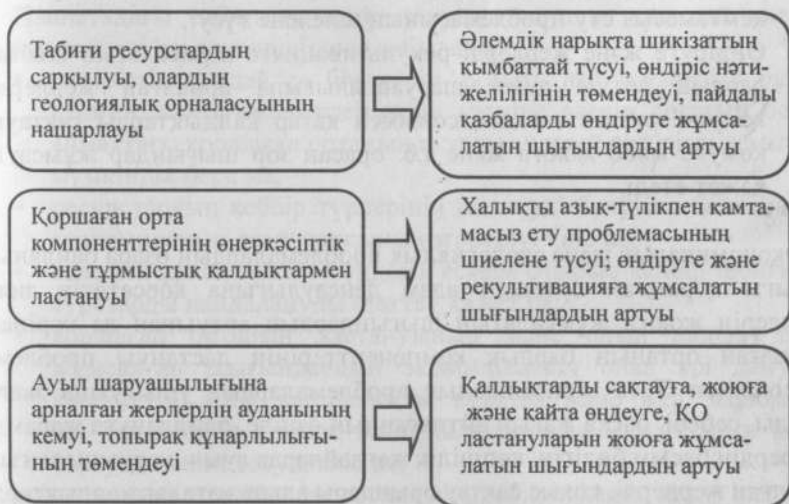 Табиғи ресурстардың
сарқылуы, олардың
геологиялық орналасуының
нашарлауы
Әлемдік нарықта шикізаттың
қымбаттай түсуі, өндірістің өсу
желісінің төмендеуі, пайдалы
қазбаларды өндіруге жұмса-
латын шығындардың артуы
Қоршаған орта
компоненттерінің өнеркәсіптік
және тұрмыстық қалдықтармен
ластануы
Халықты азық-түлікпен қамта-
масыз ету проблемасының
шиелене түсуі; өндіруге және
рекультивацияға жұмсалатын
шығындардың артуы
Ауыл шаруашылығына
арналған жерлердің ауданының
кемуі, топырақ құнарлылығы-
ның төмендеуі
Қалдықтарды сақтауға, жоюға
және қайта өңдеуге, ҚО
ластануларын жоюға жұмса-
латын шығындардың артуы